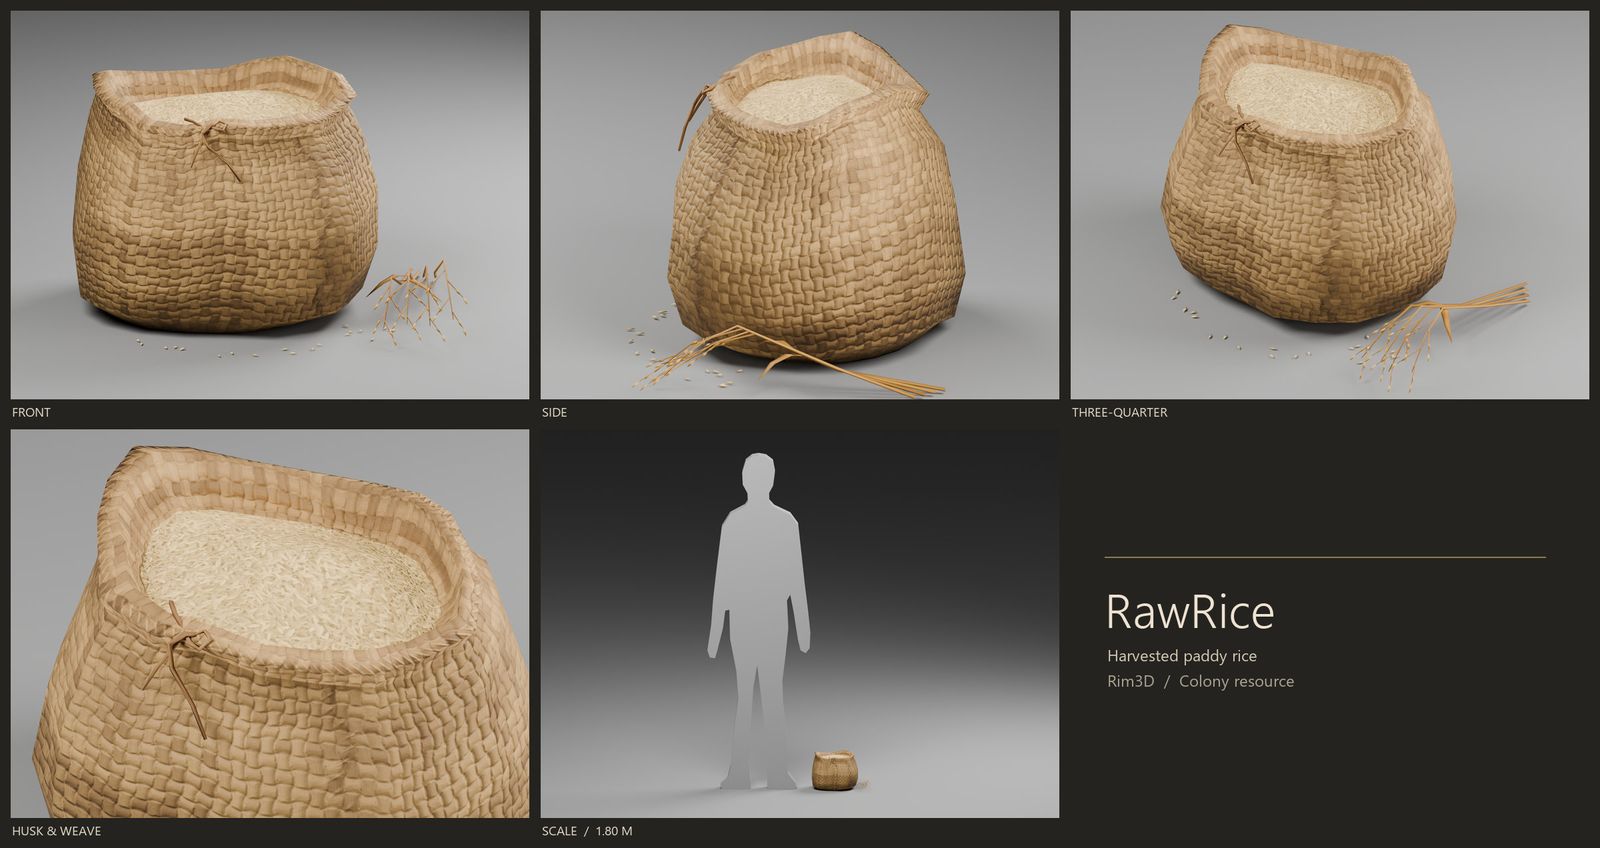 FRONT
SIDE
THREE-QUARTER
HUSK & WEAVE
SCALE / 1.80 M
RawRice
Harvested paddy rice
Rim3D / Colony resource